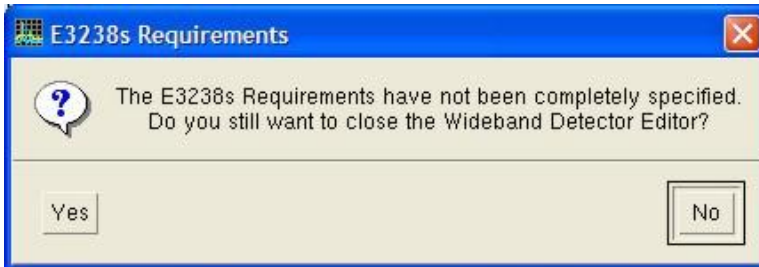 E3238s Requirements
The E3238s Requirements have not been completely specified.
Do you still want to close the Wideband Detector Editor?
Yes
No